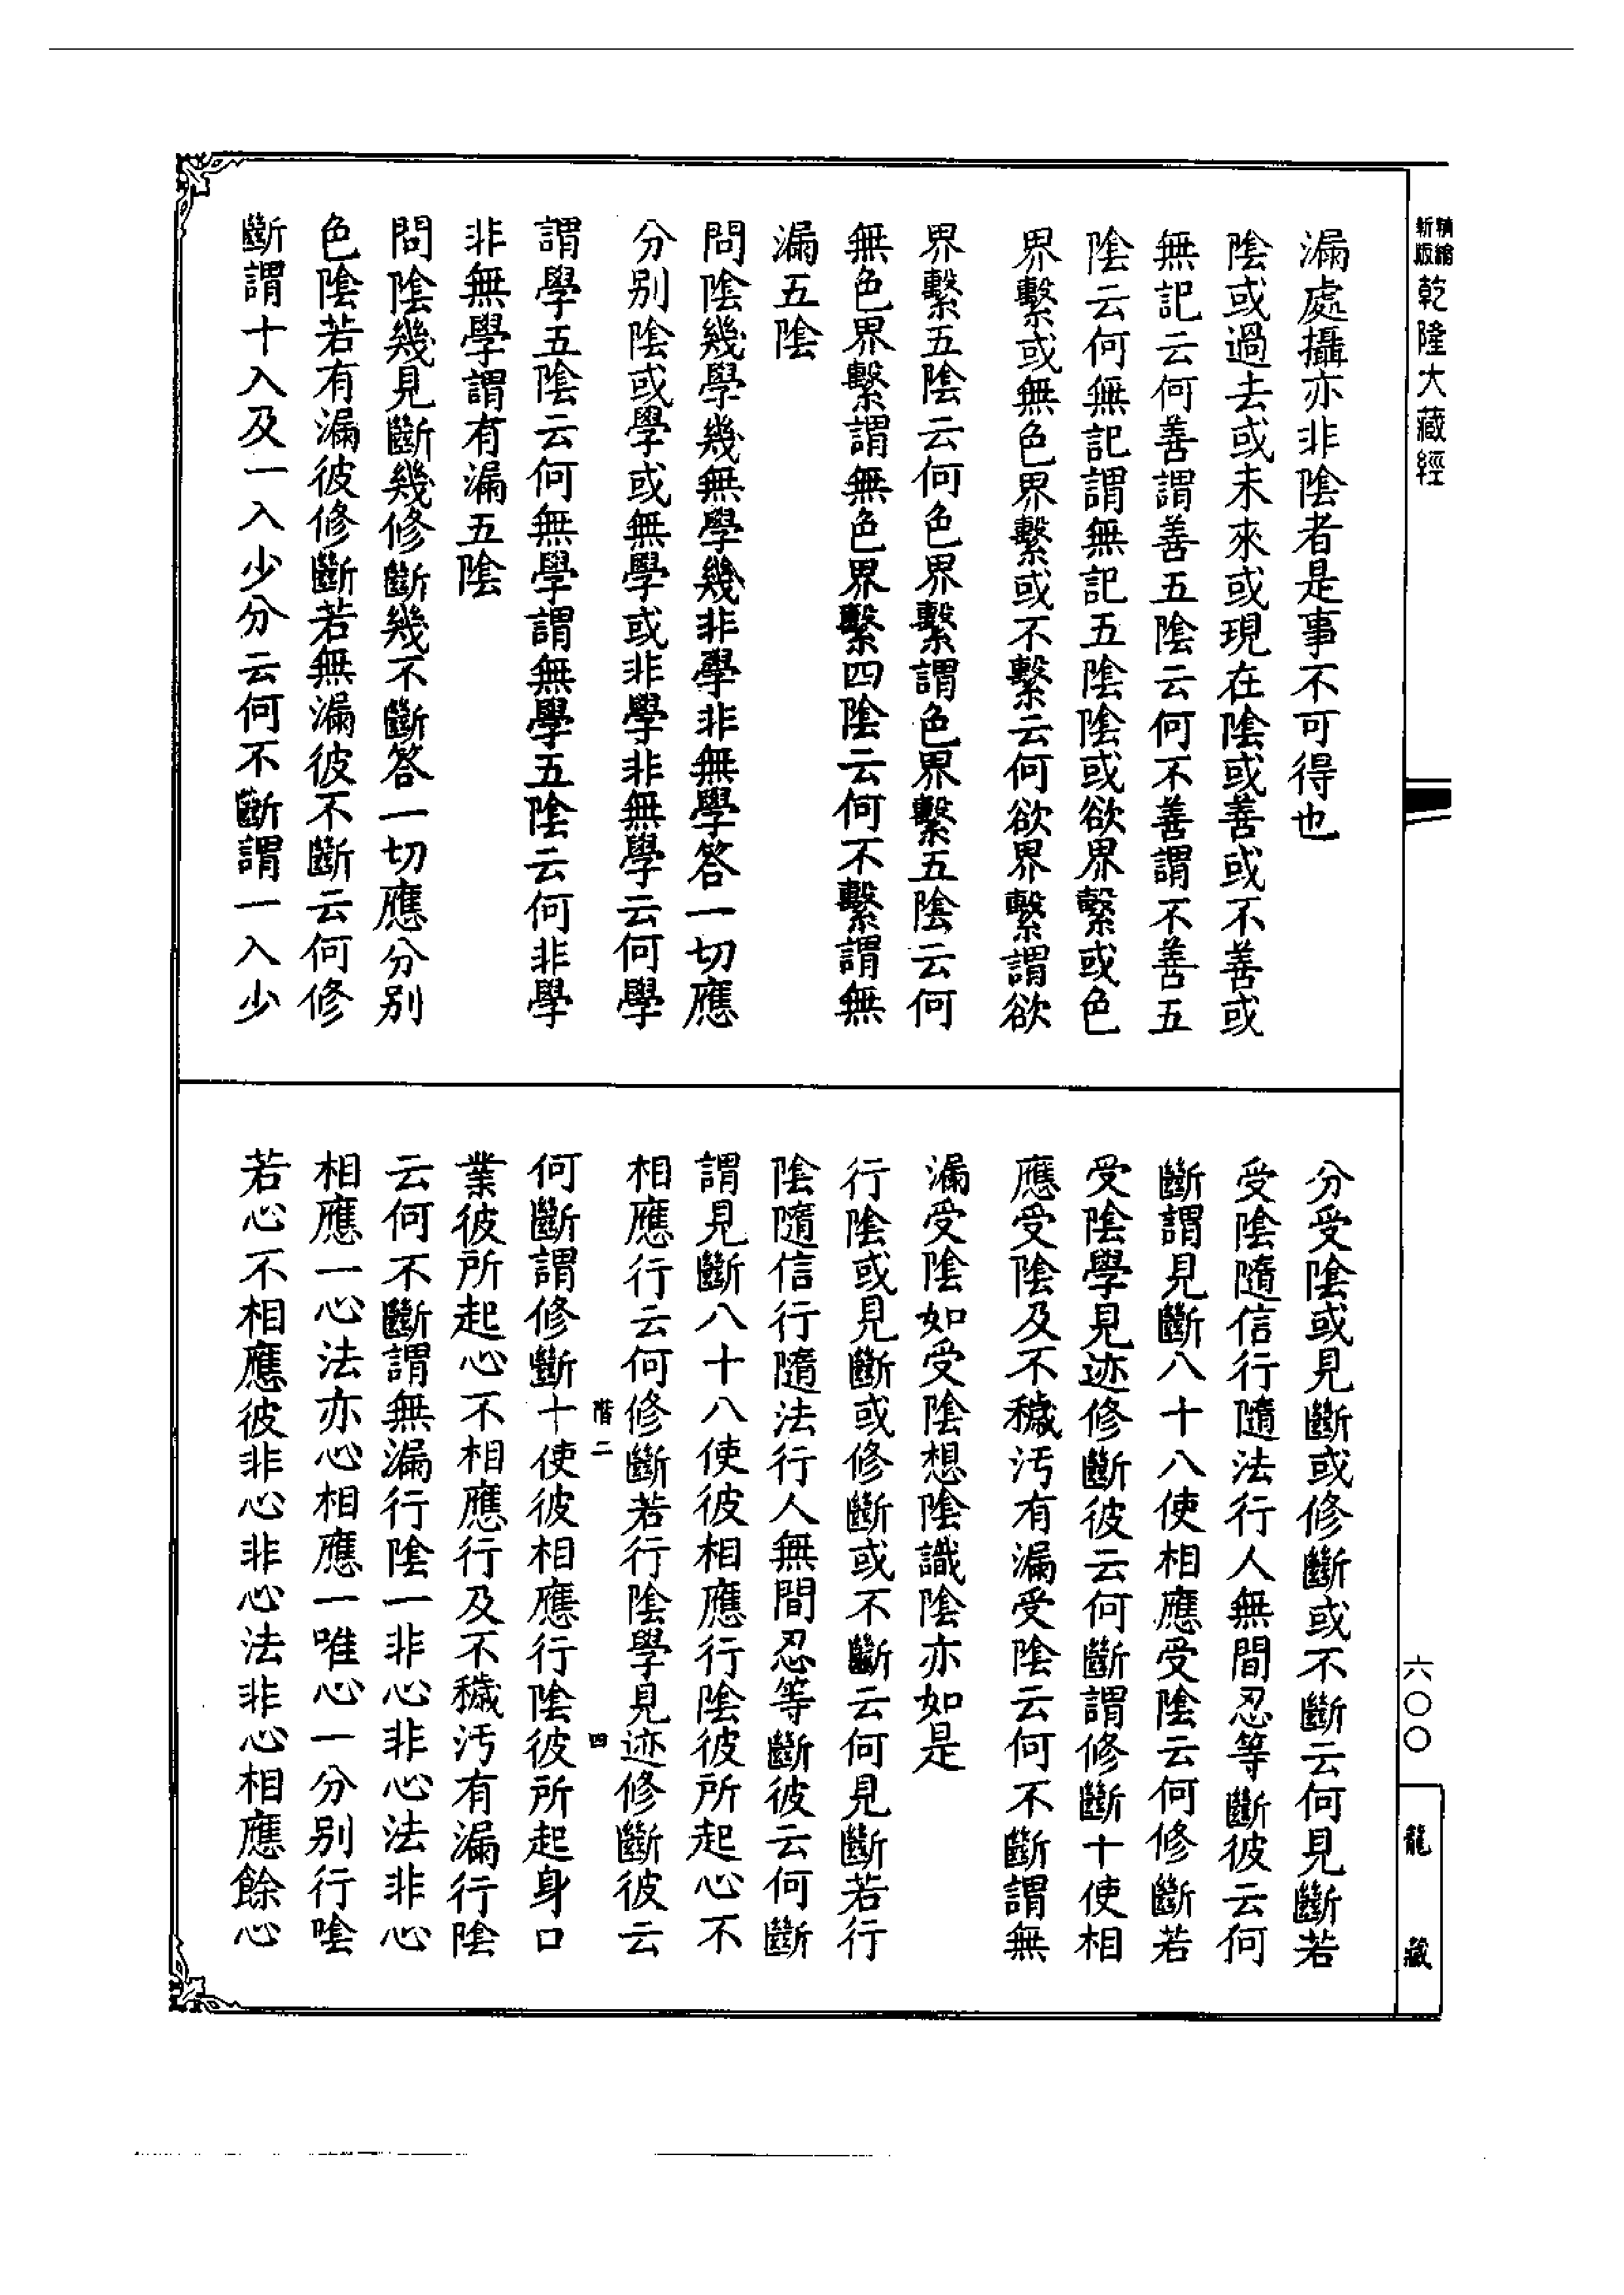 精縮新版乾隆大藏經
漏處攝亦非陰者是事不可得也
陰或過去或未來或現在陰或善或不善或
無記云何善謂善五陰云何不善謂不善五
陰云何無記謂無記五陰陰或欲界繫或色
界繫或無色界繫或不繫云何欲界繫謂欲
界繫五陰云何色界繫謂色界繫五陰云何
無色界繫謂無色界繫四陰云何不繫謂無
漏五陰
問陰幾學幾無學幾非學非無學答一切應
分别陰或學或無學或非學非無學云何學
謂學五陰云何無學謂無學五陰云何非學
非無學謂有漏五陰
問陰幾見斷幾修斷幾不斷答一切應分别
色陰若有漏彼修斷若無漏彼不斷云何修
斷謂十入及一入少分云何不斷謂一入少
分受陰或見斷或修斷或不斷云何見斷若
受陰隨信行隨法行人無間忍等斷彼云何
斷謂見斷八十八使相應受陰云何修斷若
受陰學見迹修斷彼云何斷謂修斷十使相
應受陰及不穢污有漏受陰云何不斷謂無
漏受陰如受陰想陰識陰亦如是
行陰或見斷或修斷或不斷云何見斷若行
陰隨信行隨法行人無間忍等斷彼云何斷
謂見斷八十八使彼相應行陰彼所起心不
相應行云何修斷若行陰學見迹修斷彼云
階二 四
何斷謂修斷十使彼相應行陰彼所起身口
業彼所起心不相應行及不穢污有漏行陰
云何不斷謂無漏行陰一非心非心法非心
相應一心法亦心相應一唯心一分别行陰
若心不相應彼非心非心法非心相應餘心
六〇〇
龍藏